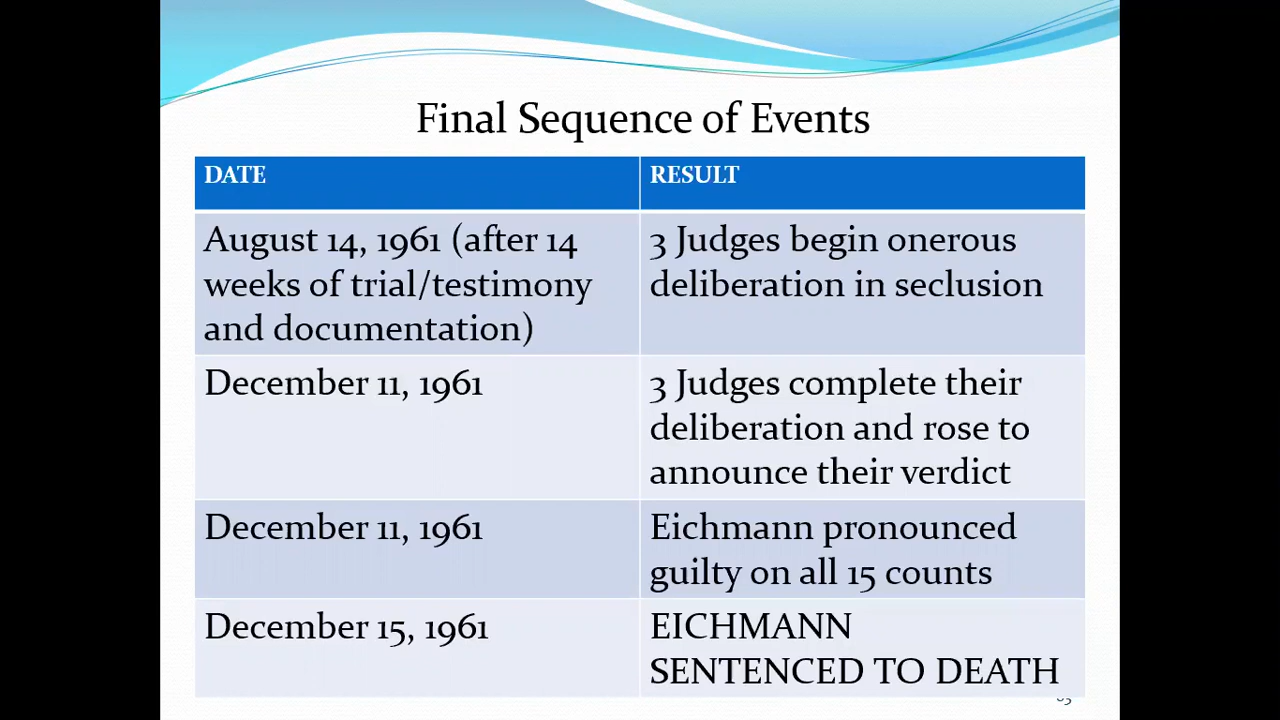 Final Sequence of Events
DATE
RESULT
August 14, 1961 (after 14
weeks of trial/testimony
and documentation)
3 Judges begin onerous
deliberation in seclusion
December 11, 1961
3 Judges complete their
deliberation and rose to
announce their verdict
December 11, 1961
Eichmann pronounced
guilty on all 15 counts
December 15, 1961
EICHMANN
SENTENCED TO DEATH